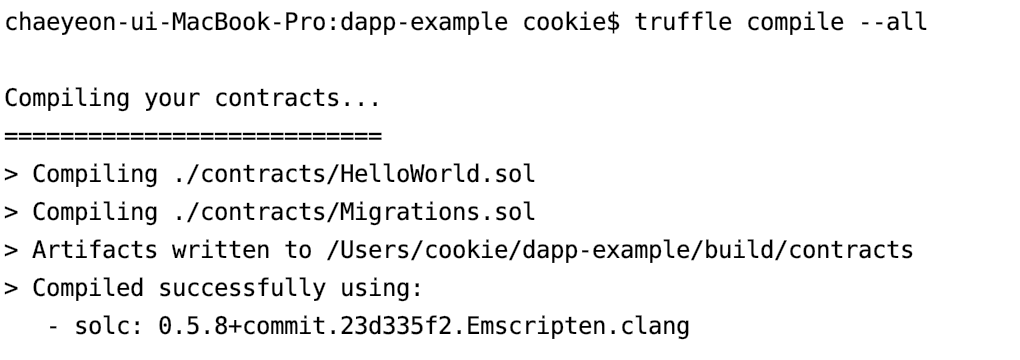 chaeyeon-ui-MacBook-Pro:dapp-example cookie$ truffle compile --all
Compiling your contracts...
===========================
> Compiling ./contracts/HelloWorld.sol
> Compiling ./contracts/Migrations.sol
> Artifacts written to /Users/cookie/dapp-example/build/contracts
> Compiled successfully using:
   - solc: 0.5.8+commit.23d335f2.Emscripten.clang